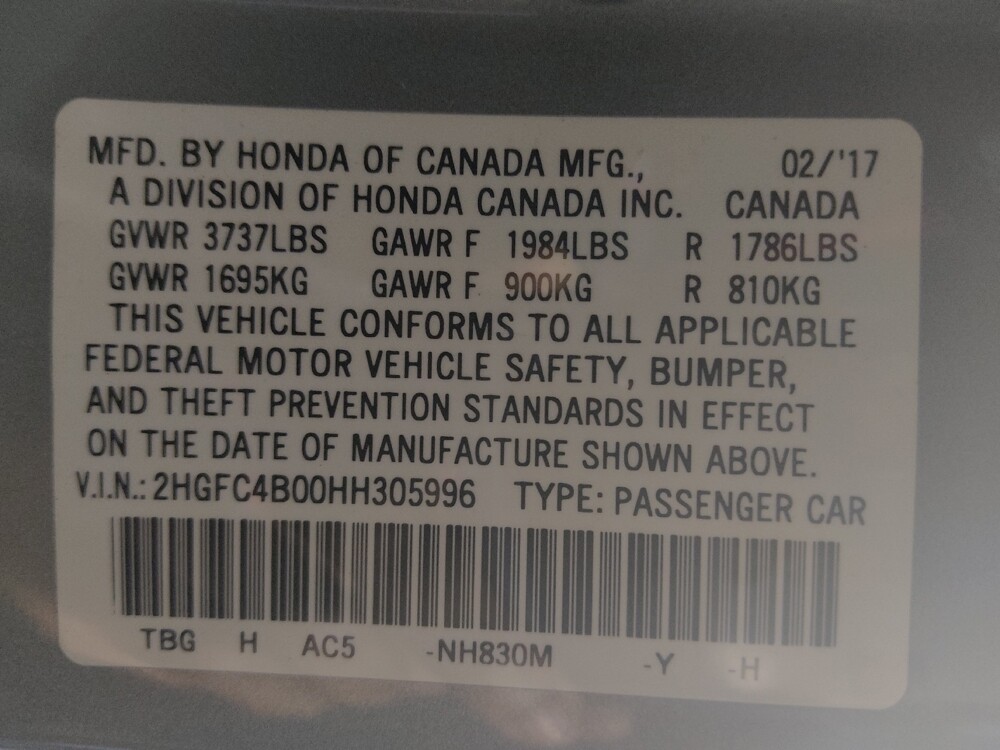 MFD. BY HONDA OF CANADA MFG., 02/'17
A DIVISION OF HONDA CANADA INC. CANADA
GVWR 3737LBS GAWR F 1984LBS R 1786LBS
GVWR 1695KG GAWR F 900KG R 810KG
THIS VEHICLE CONFORMS TO ALL APPLICABLE
FEDERAL MOTOR VEHICLE SAFETY, BUMPER,
AND THEFT PREVENTION STANDARDS IN EFFECT
ON THE DATE OF MANUFACTURE SHOWN ABOVE.
V.I.N.: 2HGFC4B00HH305996 TYPE: PASSENGER CAR
TBG H AC5 -NH830M -Y -H